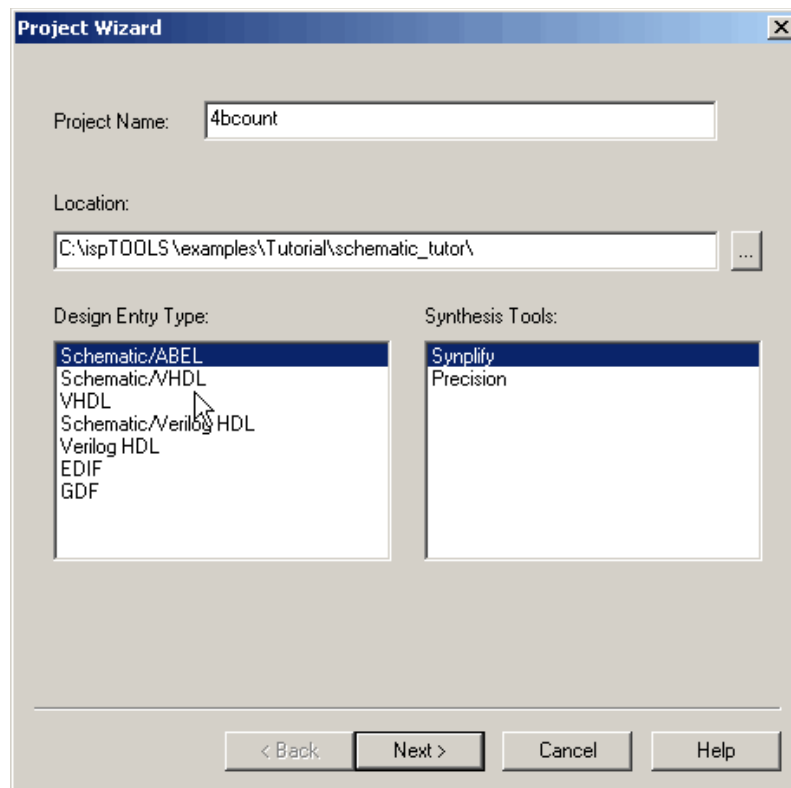 Project Wizard
Project Name:
4bcount
Location:
C:\ispTOOLS\examples\Tutorial\schematic_tutor\
...
Design Entry Type:
Synthesis Tools:
Schematic/ABEL
Schematic/VHDL
VHDL
Schematic/Verilog HDL
Verilog HDL
EDIF
GDF
Synplify
Precision
< Back
Next >
Cancel
Help